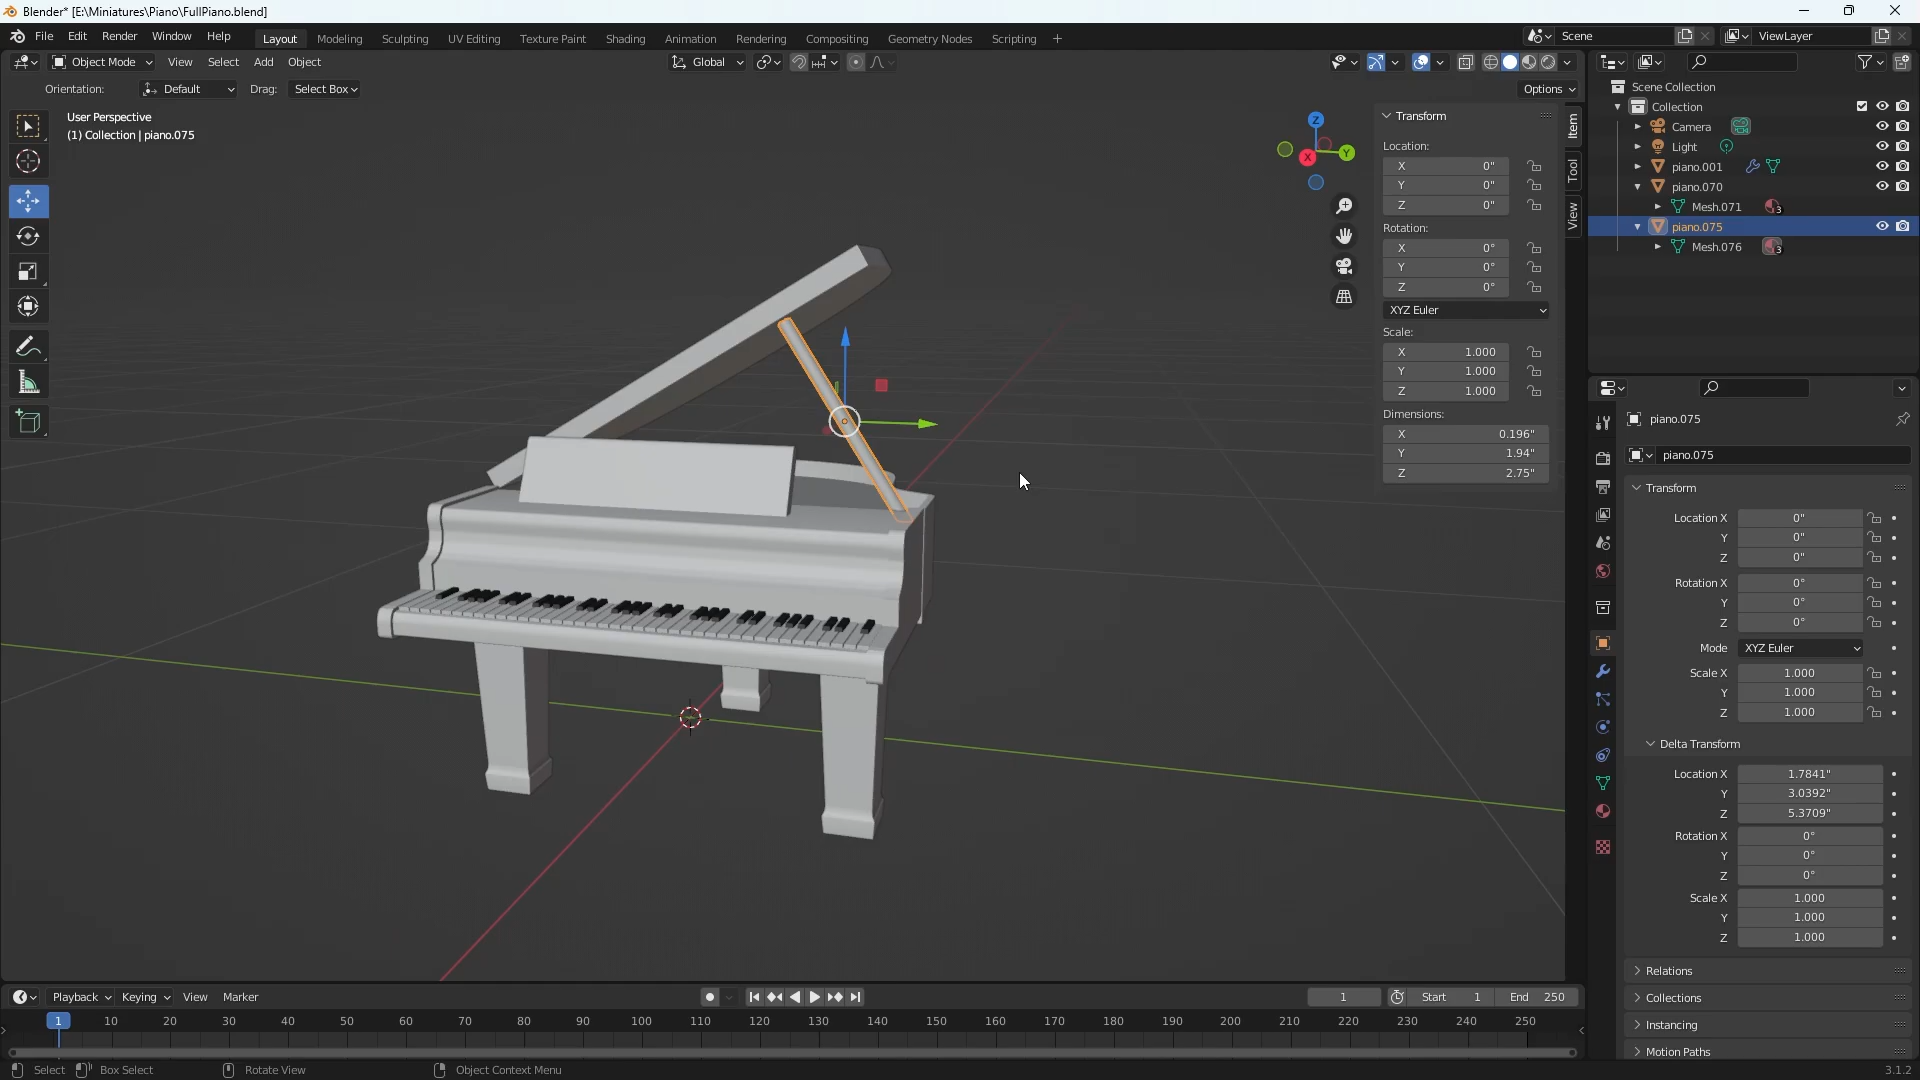 Blender* [E:\Miniatures\Piano\FullPiano.blend]
File Edit Render Window Help Layout Modeling Sculpting UV Editing Texture Paint Shading Animation Rendering Compositing Geometry Nodes Scripting + Scene ViewLayer
Object Mode View Select Add Object Global
Orientation: Default Drag: Select Box Options
User Perspective
(1) Collection | piano.075
Z
Y
X
Transform
Location:
X 0"
Y 0"
Z 0"
Rotation:
X 0°
Y 0°
Z 0°
XYZ Euler
Scale:
X 1.000
Y 1.000
Z 1.000
Dimensions:
X 0.196"
Y 1.94"
Z 2.75"
Item
Tool
View
Scene Collection
Collection
Camera
Light
piano.001
piano.070
Mesh.071 3
piano.075
Mesh.076 3
piano.075
piano.075
Transform
Location X 0"
Y 0"
Z 0"
Rotation X 0°
Y 0°
Z 0°
Mode XYZ Euler
Scale X 1.000
Y 1.000
Z 1.000
Delta Transform
Location X 1.7841"
Y 3.0392"
Z 5.3709"
Rotation X 0°
Y 0°
Z 0°
Scale X 1.000
Y 1.000
Z 1.000
Relations
Collections
Instancing
Motion Paths
Playback Keying View Marker 1 Start 1 End 250
1 10 20 30 40 50 60 70 80 90 100 110 120 130 140 150 160 170 180 190 200 210 220 230 240 250
Select Box Select Rotate View Object Context Menu 3.1.2